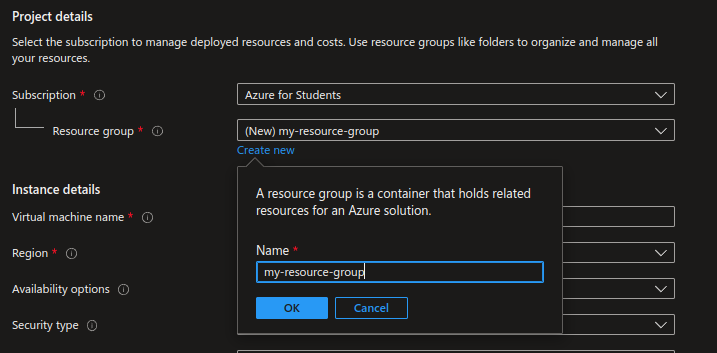 Project details
Select the subscription to manage deployed resources and costs. Use resource groups like folders to organize and manage all
your resources.
Subscription *
Azure for Students
Resource group *
(New) my-resource-group
Create new
A resource group is a container that holds related
resources for an Azure solution.
Name *
my-resource-group
OK
Cancel
Instance details
Virtual machine name *
Region *
Availability options
Security type